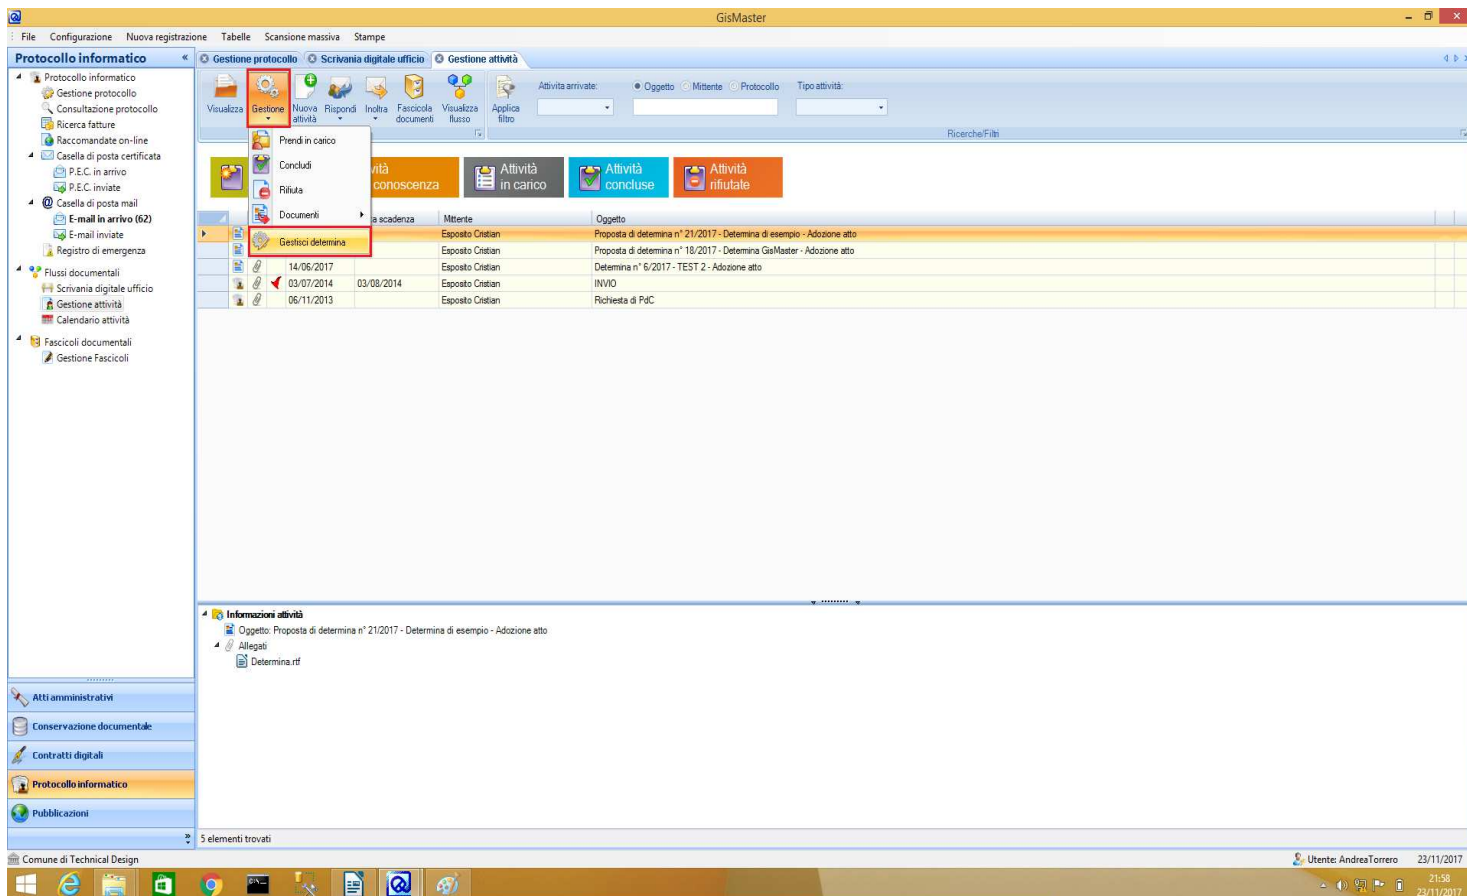 GisMaster
File Configurazione Nuova registrazione Tabelle Scansione massiva Stampe
Protocollo informatico «
Gestione protocollo Scrivania digitale ufficio Gestione attività
Protocollo informatico
Gestione protocollo
Consultazione protocollo
Ricerca fatture
Raccomandate on-line
Casella di posta certificata
P.E.C. in arrivo
P.E.C. inviate
Casella di posta mail
E-mail in arrivo (62)
E-mail inviate
Registro di emergenza
Flussi documentali
Scrivania digitale ufficio
Gestione attività
Calendario attività
Fascicoli documentali
Gestione Fascicoli
Atti amministrativi
Conservazione documentale
Contratti digitali
Protocollo informatico
Pubblicazioni
Visualizza
Gestione
Nuova attività
Rispondi
Inoltra
Fascicola documenti
Visualizza flusso
Applica filtro
Attivita arrivate:
Oggetto Mittente Protocollo
Tipo attività:
Ricerche/Filtri
Prendi in carico
Concludi
Rifiuta
Documenti
Gestisci determina
vità
conoscenza
Attività
in carico
Attività
concluse
Attività
rifiutate
a scadenza Mittente Oggetto
Esposito Cristian Proposta di determina n° 21/2017 - Determina di esempio - Adozione atto
Esposito Cristian Proposta di determina n° 18/2017 - Determina GisMaster - Adozione atto
14/06/2017 Esposito Cristian Determina n° 6/2017 - TEST 2 - Adozione atto
03/07/2014 03/08/2014 Esposito Cristian INVIO
06/11/2013 Esposito Cristian Richiesta di PdC
Informazioni attività
Oggetto: Proposta di determina n° 21/2017 - Determina di esempio - Adozione atto
Allegati
Determina.rtf
5 elementi trovati
Comune di Technical Design
Utente: AndreaTorrero 23/11/2017
21:58
23/11/2017